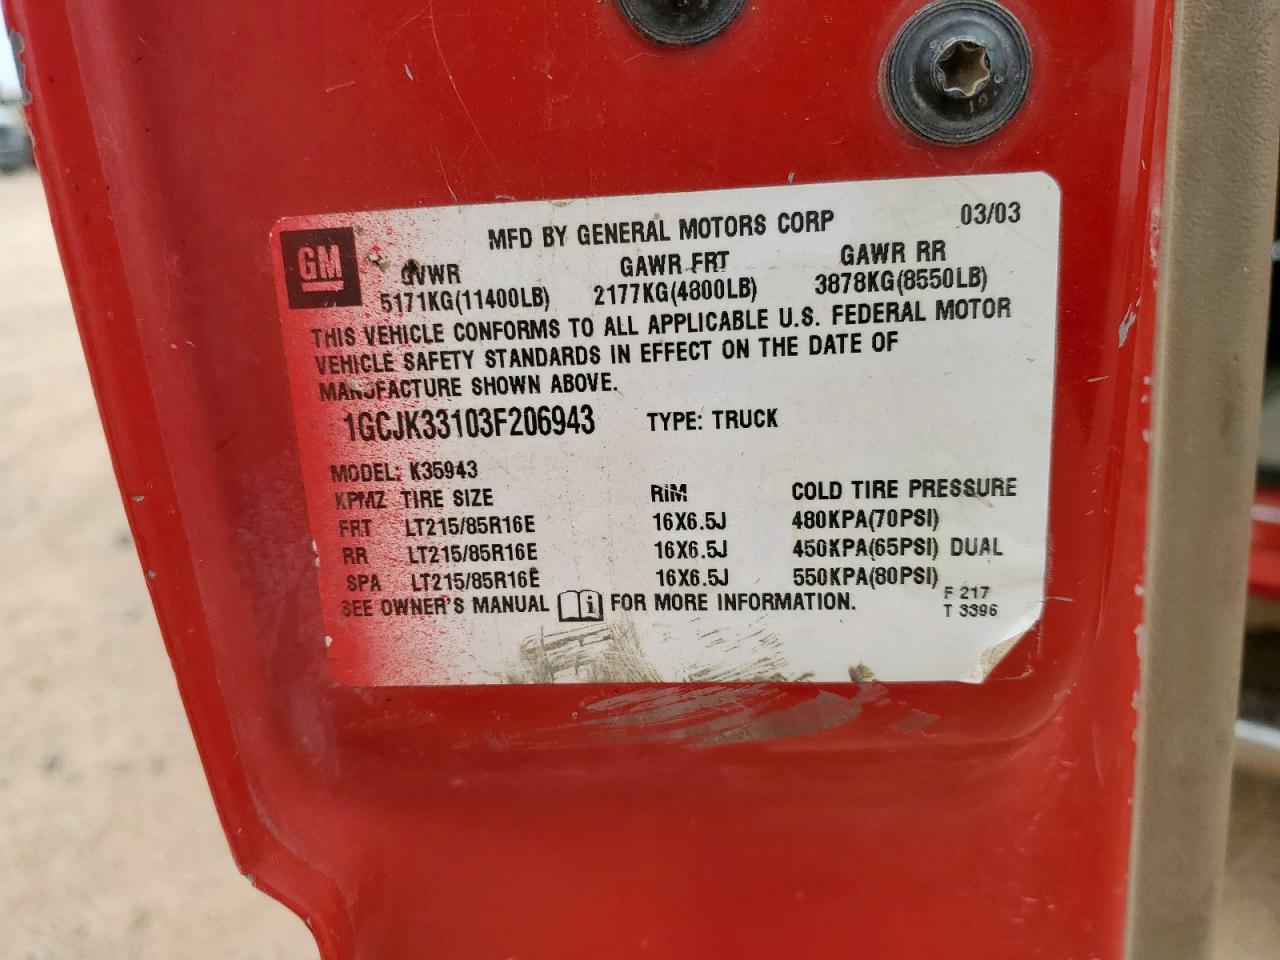 03/03
MFD BY GENERAL MOTORS CORP
GM
GVWR GAWR FRT GAWR RR
5171KG(11400LB) 2177KG(4800LB) 3878KG(8550LB)
THIS VEHICLE CONFORMS TO ALL APPLICABLE U.S. FEDERAL MOTOR
VEHICLE SAFETY STANDARDS IN EFFECT ON THE DATE OF
MANUFACTURE SHOWN ABOVE.
1GCJK33103F206943 TYPE: TRUCK
MODEL: K35943
KPMZ TIRE SIZE RIM COLD TIRE PRESSURE
FRT LT215/85R16E 16X6.5J 480KPA(70PSI)
RR LT215/85R16E 16X6.5J 450KPA(65PSI) DUAL
SPA LT215/85R16E 16X6.5J 550KPA(80PSI)
SEE OWNER'S MANUAL i FOR MORE INFORMATION.
F 217
T 3396